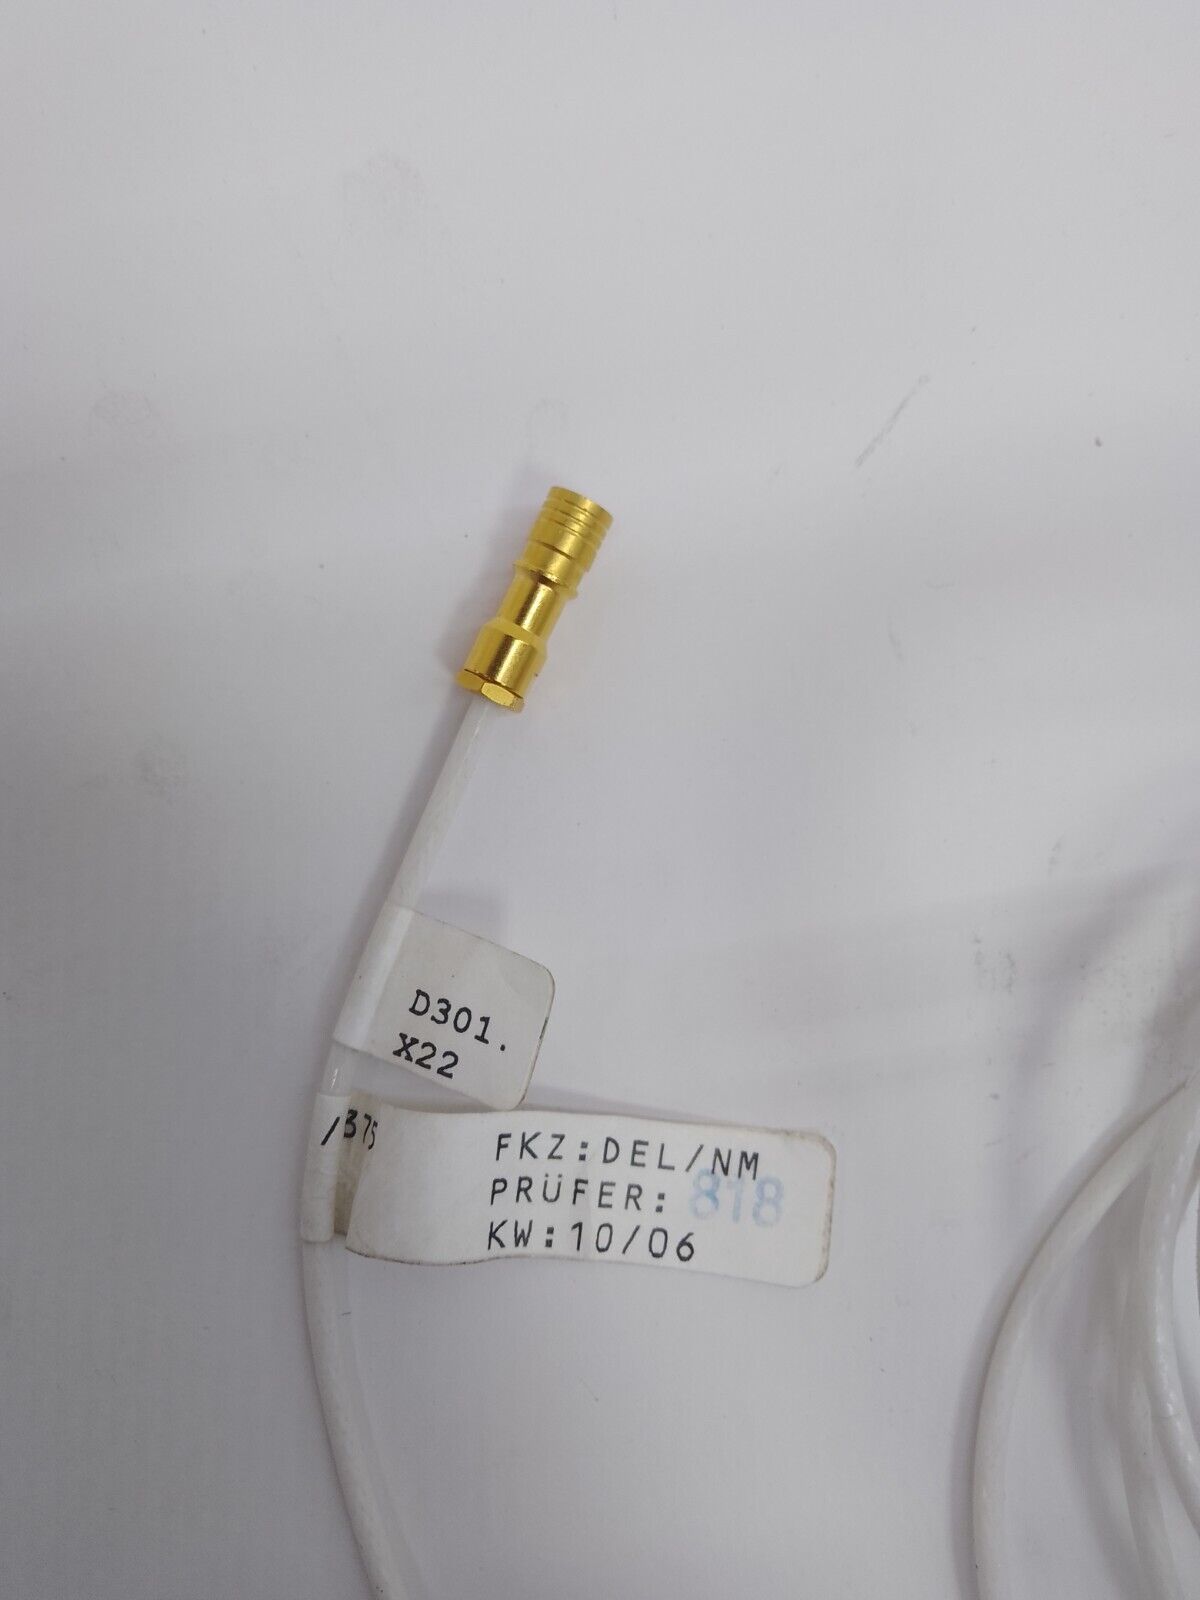 D301.
X22
/375
FKZ:DEL/NM
PRÜFER: 818
KW:10/06